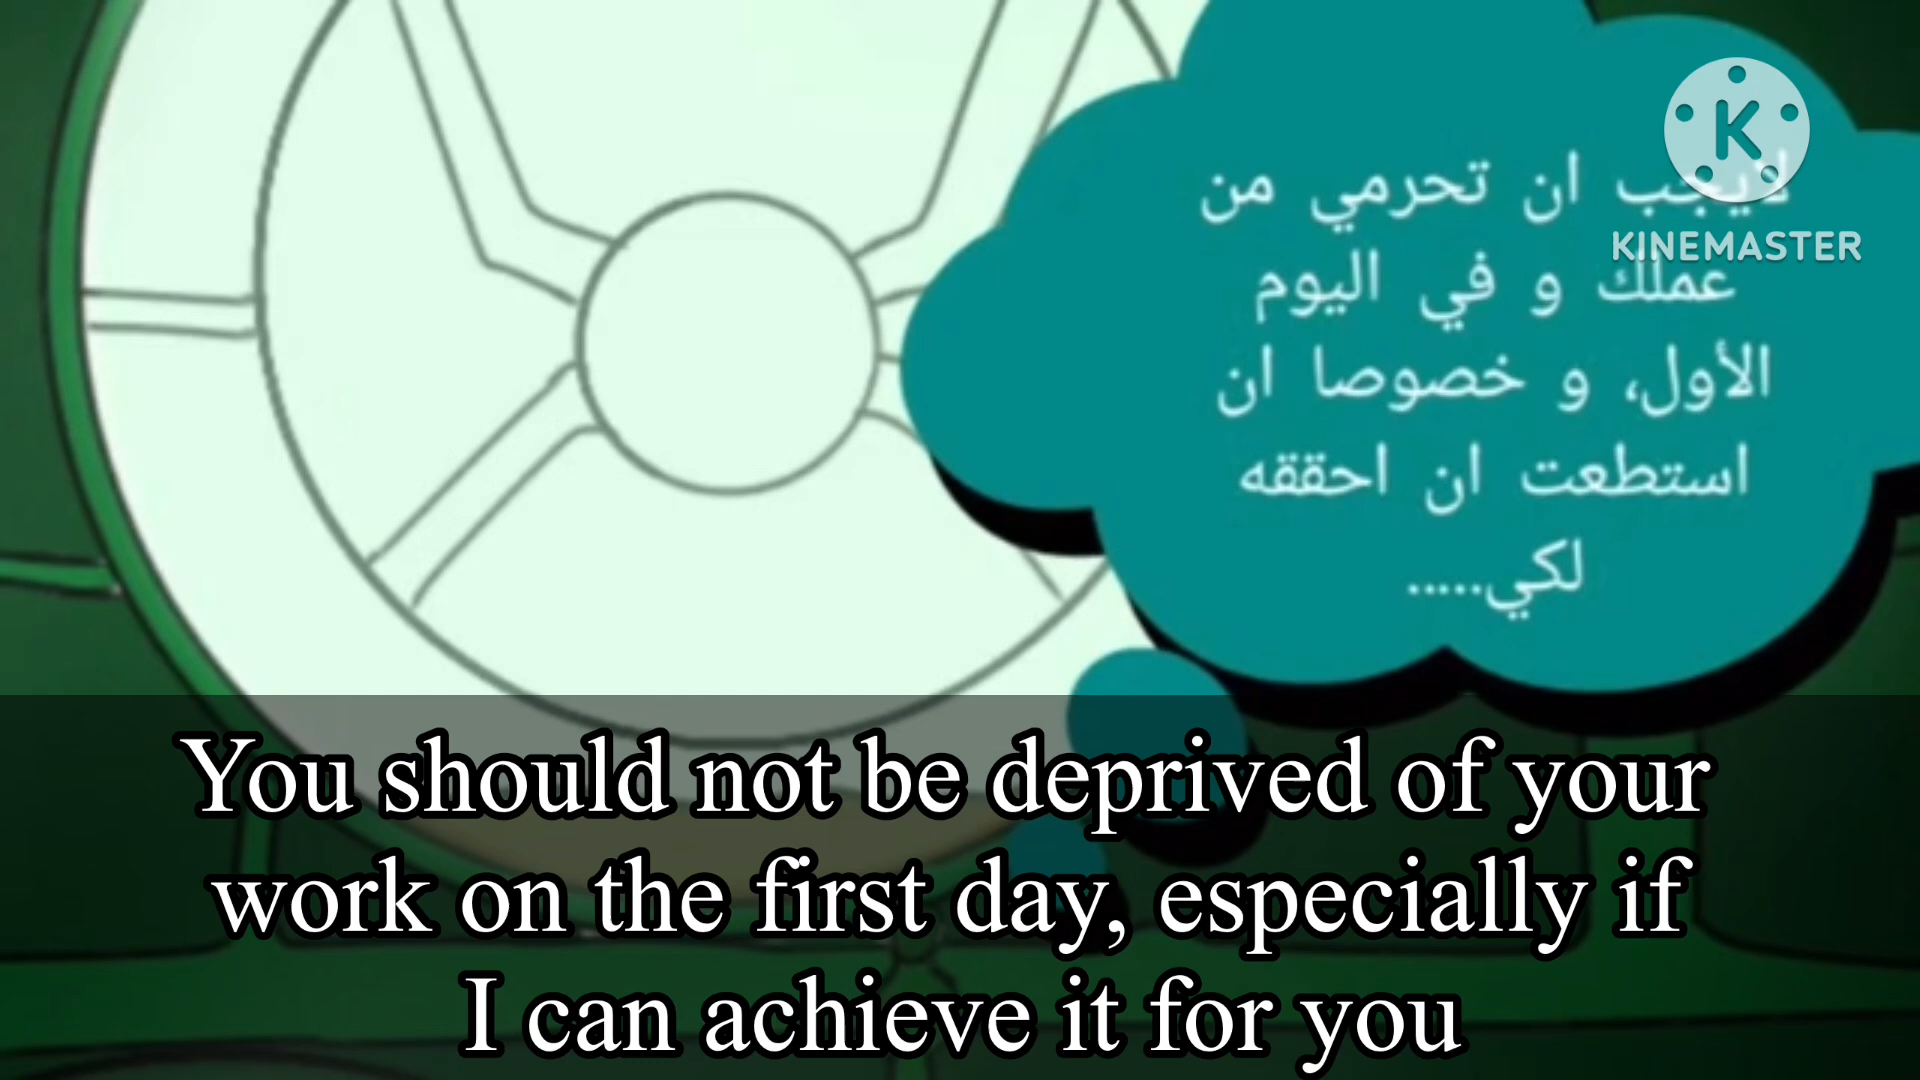 لايجب ان تحرمي من
عملك و في اليوم
الأول، و خصوصا ان
استطعت ان احققه
لكي.....
KINEMASTER
You should not be deprived of your
work on the first day, especially if
I can achieve it for you